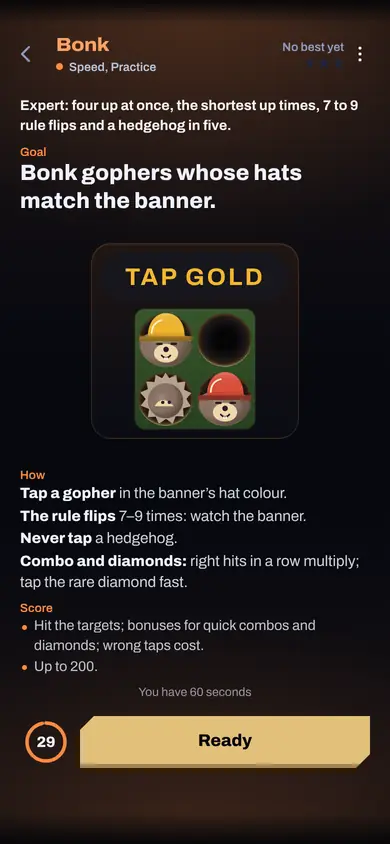 Bonk
No best yet
Speed, Practice
Expert: four up at once, the shortest up times, 7 to 9
rule flips and a hedgehog in five.
Goal
Bonk gophers whose hats
match the banner.
TAP GOLD
How
Tap a gopher in the banner’s hat colour.
The rule flips 7–9 times: watch the banner.
Never tap a hedgehog.
Combo and diamonds: right hits in a row multiply;
tap the rare diamond fast.
Score
Hit the targets; bonuses for quick combos and
diamonds; wrong taps cost.
Up to 200.
You have 60 seconds
29
Ready